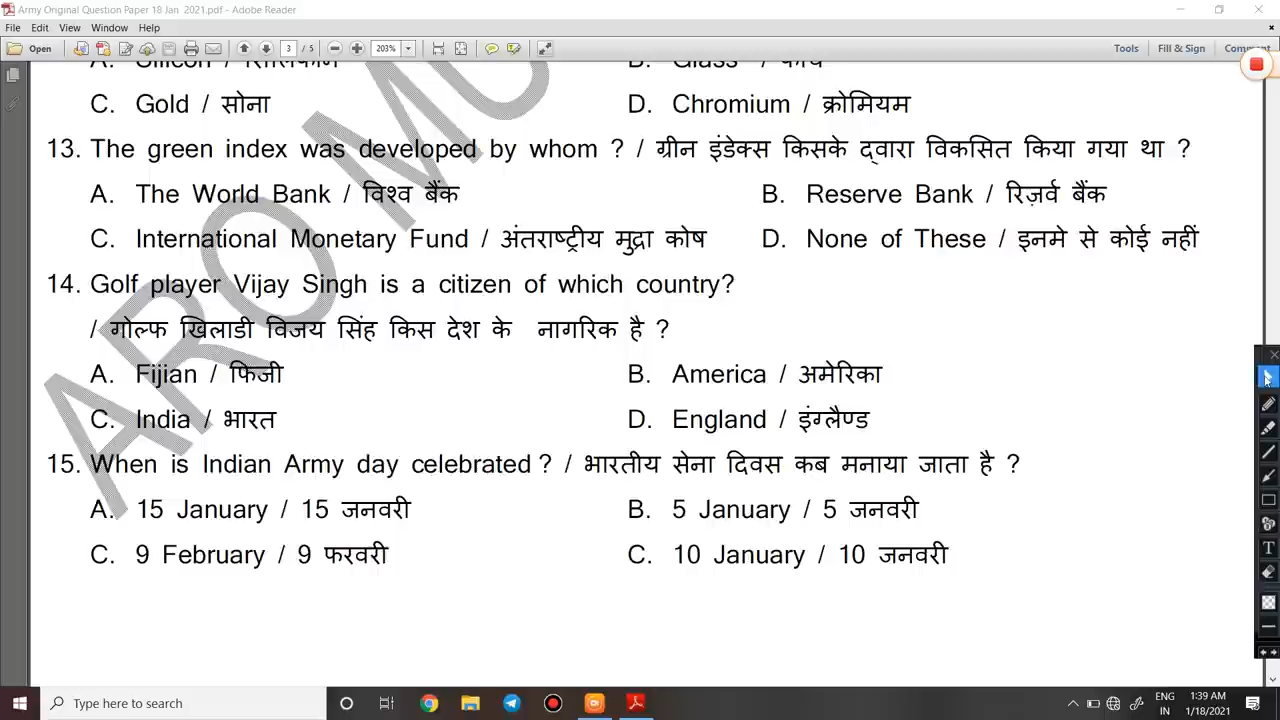 Army Original Question Paper 18 Jan 2021.pdf - Adobe Reader
File Edit View Window Help
Open 3 / 5 203% Tools Fill & Sign Comment
A. Silicon / सिलिकॉन B. Glass / काँच
C. Gold / सोना D. Chromium / क्रोमियम
13. The green index was developed by whom ? / ग्रीन इंडेक्स किसके द्वारा विकसित किया गया था ?
A. The World Bank / विश्व बैंक B. Reserve Bank / रिज़र्व बैंक
C. International Monetary Fund / अंतराष्ट्रीय मुद्रा कोष D. None of These / इनमे से कोई नहीं
14. Golf player Vijay Singh is a citizen of which country?
/ गोल्फ खिलाडी विजय सिंह किस देश के नागरिक है ?
A. Fijian / फिजी B. America / अमेरिका
C. India / भारत D. England / इंग्लैण्ड
15. When is Indian Army day celebrated ? / भारतीय सेना दिवस कब मनाया जाता है ?
A. 15 January / 15 जनवरी B. 5 January / 5 जनवरी
C. 9 February / 9 फरवरी C. 10 January / 10 जनवरी
ARO MO
Type here to search
ENG 1:39 AM
IN 1/18/2021